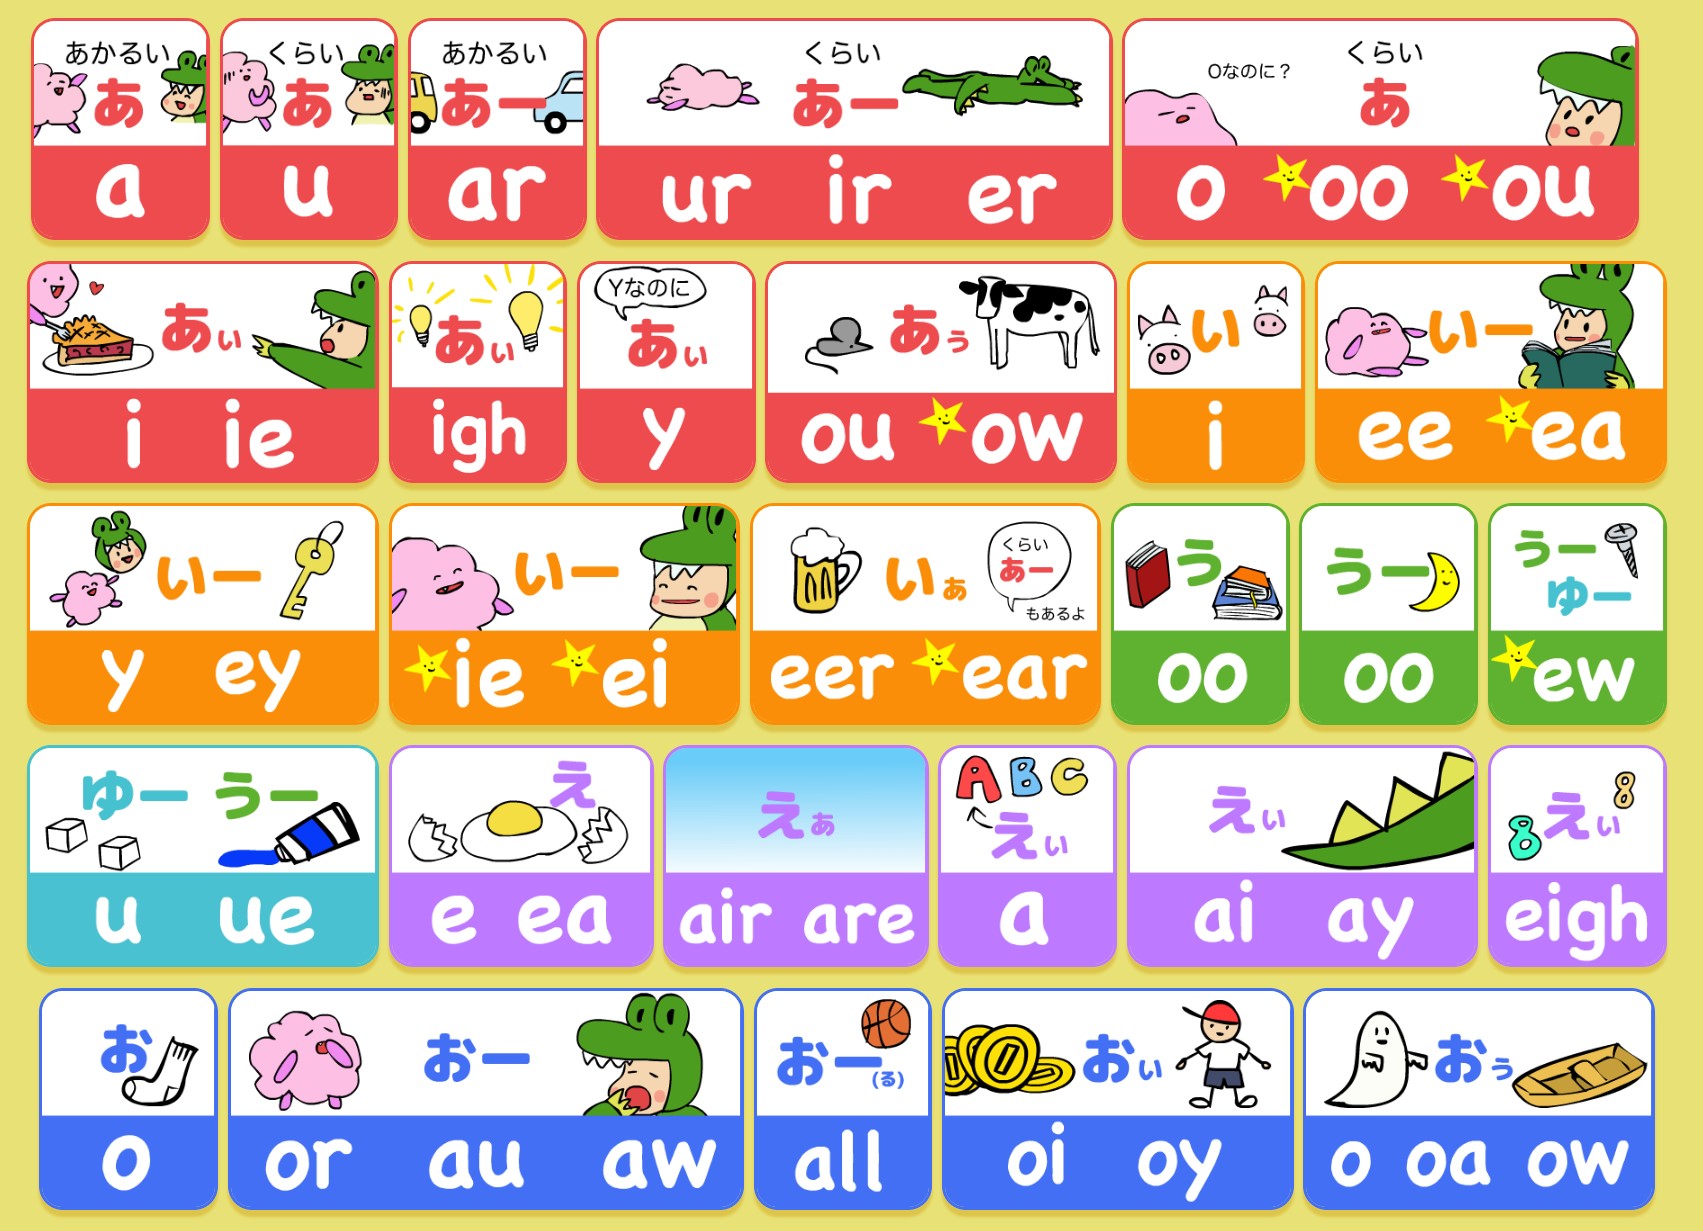 あかるい
あ
a
くらい
あ
u
あかるい
あー
ar
くらい
あー
ur ir er
Oなのに？
くらい
あ
o oo ou
あぃ
i ie
あぃ
igh
Yなのに
あぃ
y
あぅ
ou ow
い
i
いー
ee ea
いー
y ey
いー
ie ei
いぁ
くらい
あー
もあるよ
eer ear
う
oo
うー
oo
うー
ゆー
ew
ゆー うー
u ue
え
e ea
えぁ
air are
ABC
えぃ
a
えぃ
ai ay
8
えぃ
8
eigh
お
o
おー
or au aw
おー(る)
all
おぃ
oi oy
おぅ
o oa ow